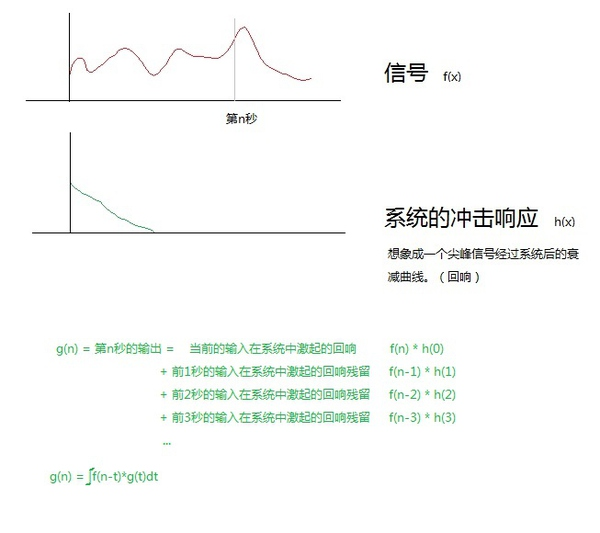 信号 f(x)
第n秒
系统的冲击响应 h(x)
想象成一个尖峰信号经过系统后的衰
减曲线。（回响）
g(n) = 第n秒的输出 = 当前的输入在系统中激起的回响 f(n) * h(0)
+ 前1秒的输入在系统中激起的回响残留 f(n-1) * h(1)
+ 前2秒的输入在系统中激起的回响残留 f(n-2) * h(2)
+ 前3秒的输入在系统中激起的回响残留 f(n-3) * h(3)
...
g(n) =∫f(n-t)*g(t)dt